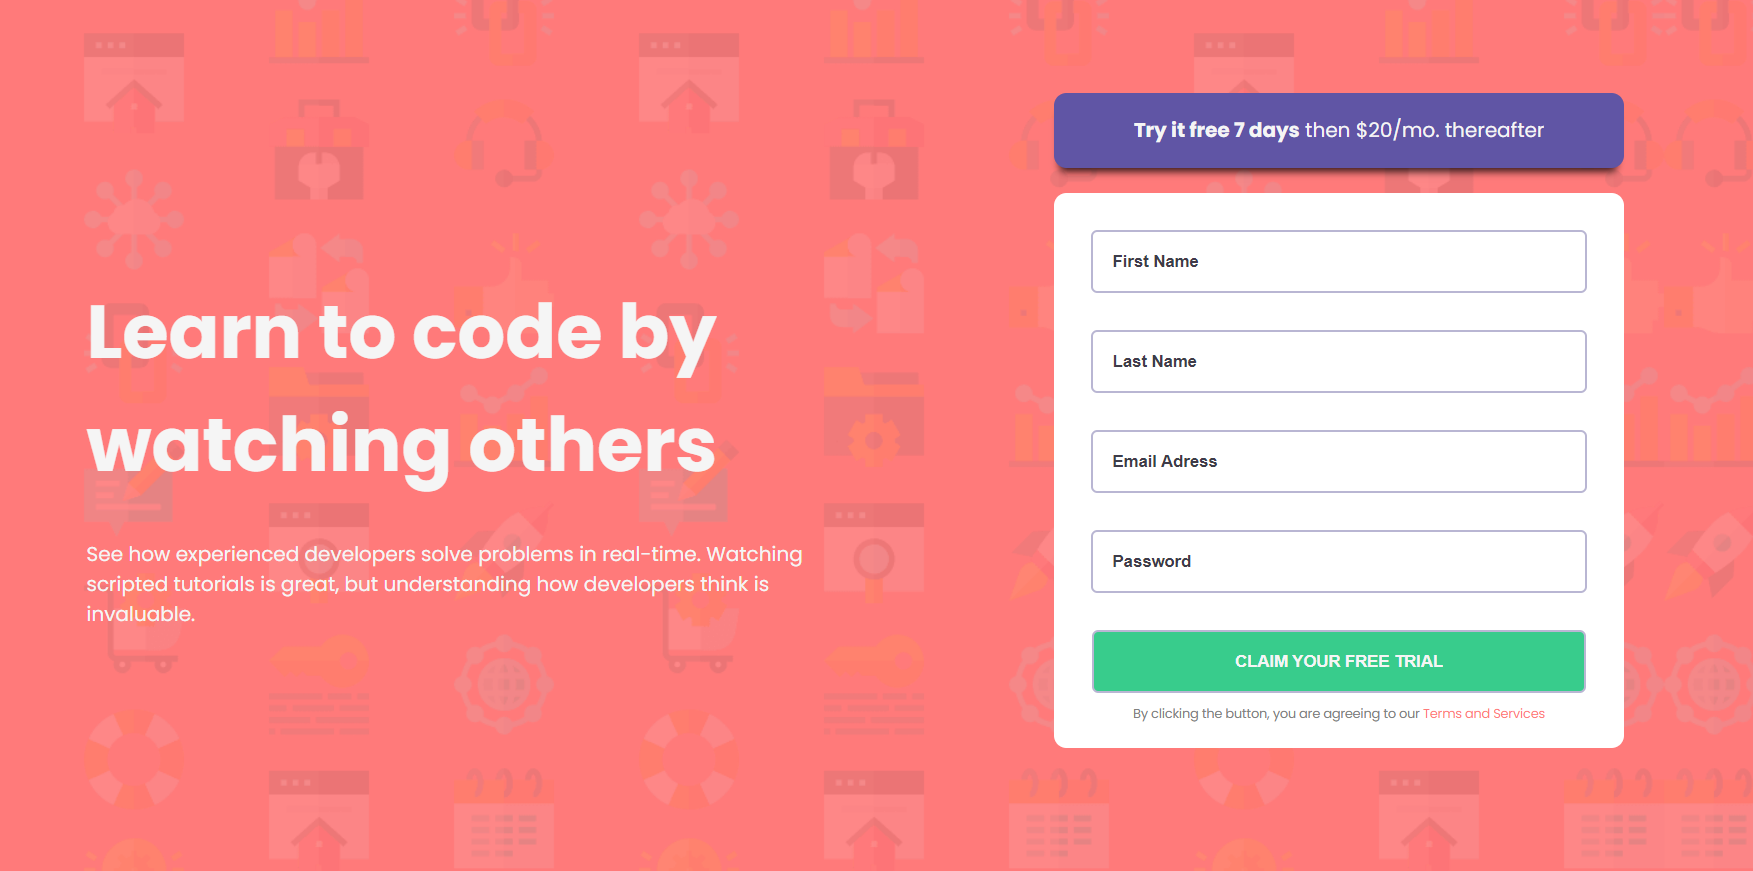 Learn to code by
watching others
See how experienced developers solve problems in real-time. Watching
scripted tutorials is great, but understanding how developers think is
invaluable.
Try it free 7 days then $20/mo. thereafter
First Name
Last Name
Email Adress
Password
CLAIM YOUR FREE TRIAL
By clicking the button, you are agreeing to our Terms and Services